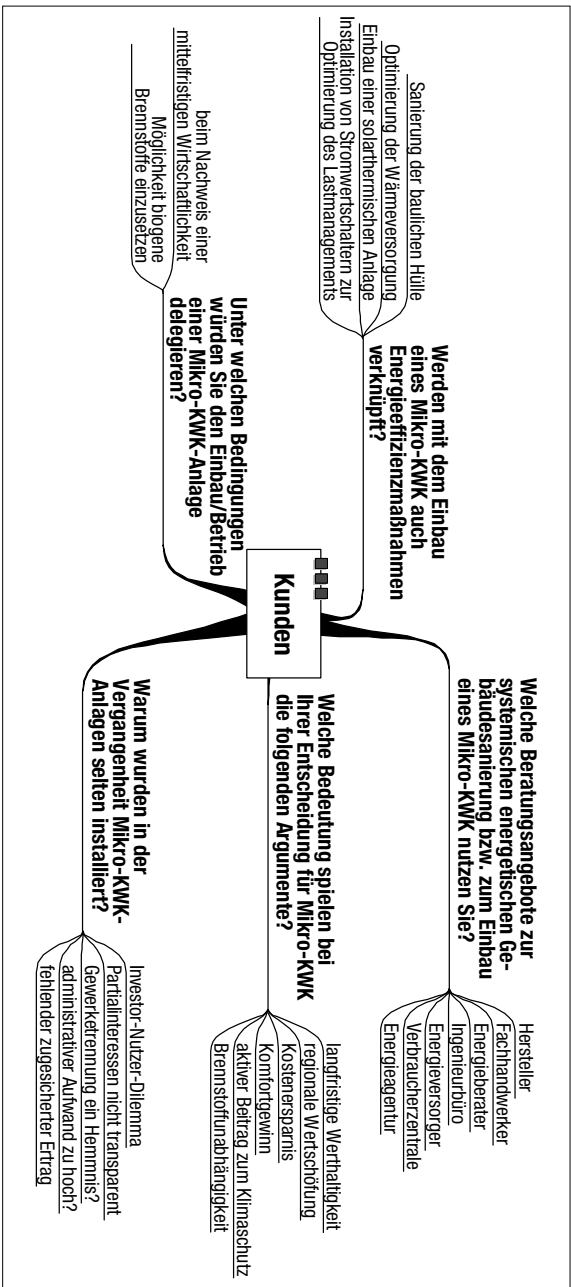 Kunden
Welche Beratungsangebote zur
systemischen energetischen Ge-
bäudesanierung bzw. zum Einbau
eines Mikro-KWK nutzen Sie?
Hersteller
Fachhandwerker
Energieberater
Ingenieurbüro
Energieversorger
Verbraucherzentrale
Energieagentur
Welche Bedeutung spielen bei
Ihrer Entscheidung für Mikro-KWK
die folgenden Argumente?
langfristige Werthaltigkeit
regionale Wertschöfung
Kostenersparnis
Komfortgewinn
aktiver Beitrag zum Klimaschutz
Brennstoffunabhängigkeit
Warum wurden in der
Vergangenheit Mikro-KWK-
Anlagen selten installiert?
Investor-Nutzer-Dilemma
Partialinteressen nicht transparent
Gewerketrennung ein Hemmnis?
administrativer Aufwand zu hoch?
fehlender zugesicherter Ertrag
Werden mit dem Einbau
eines Mikro-KWK auch
Energieeffizienzmaßnahmen
verknüpft?
Sanierung der baulichen Hülle
Optimierung der Wärmeversorgung
Einbau einer solarthermischen Anlage
Installation von Stromwertschaltern zur
Optimierung des Lastmanagements
Unter welchen Bedingungen
würden Sie den Einbau/Betrieb
einer Mikro-KWK-Anlage
delegieren?
beim Nachweis einer
mittelfristigen Wirtschaftlichkeit
Möglichkeit biogene
Brennstoffe einzusetzen